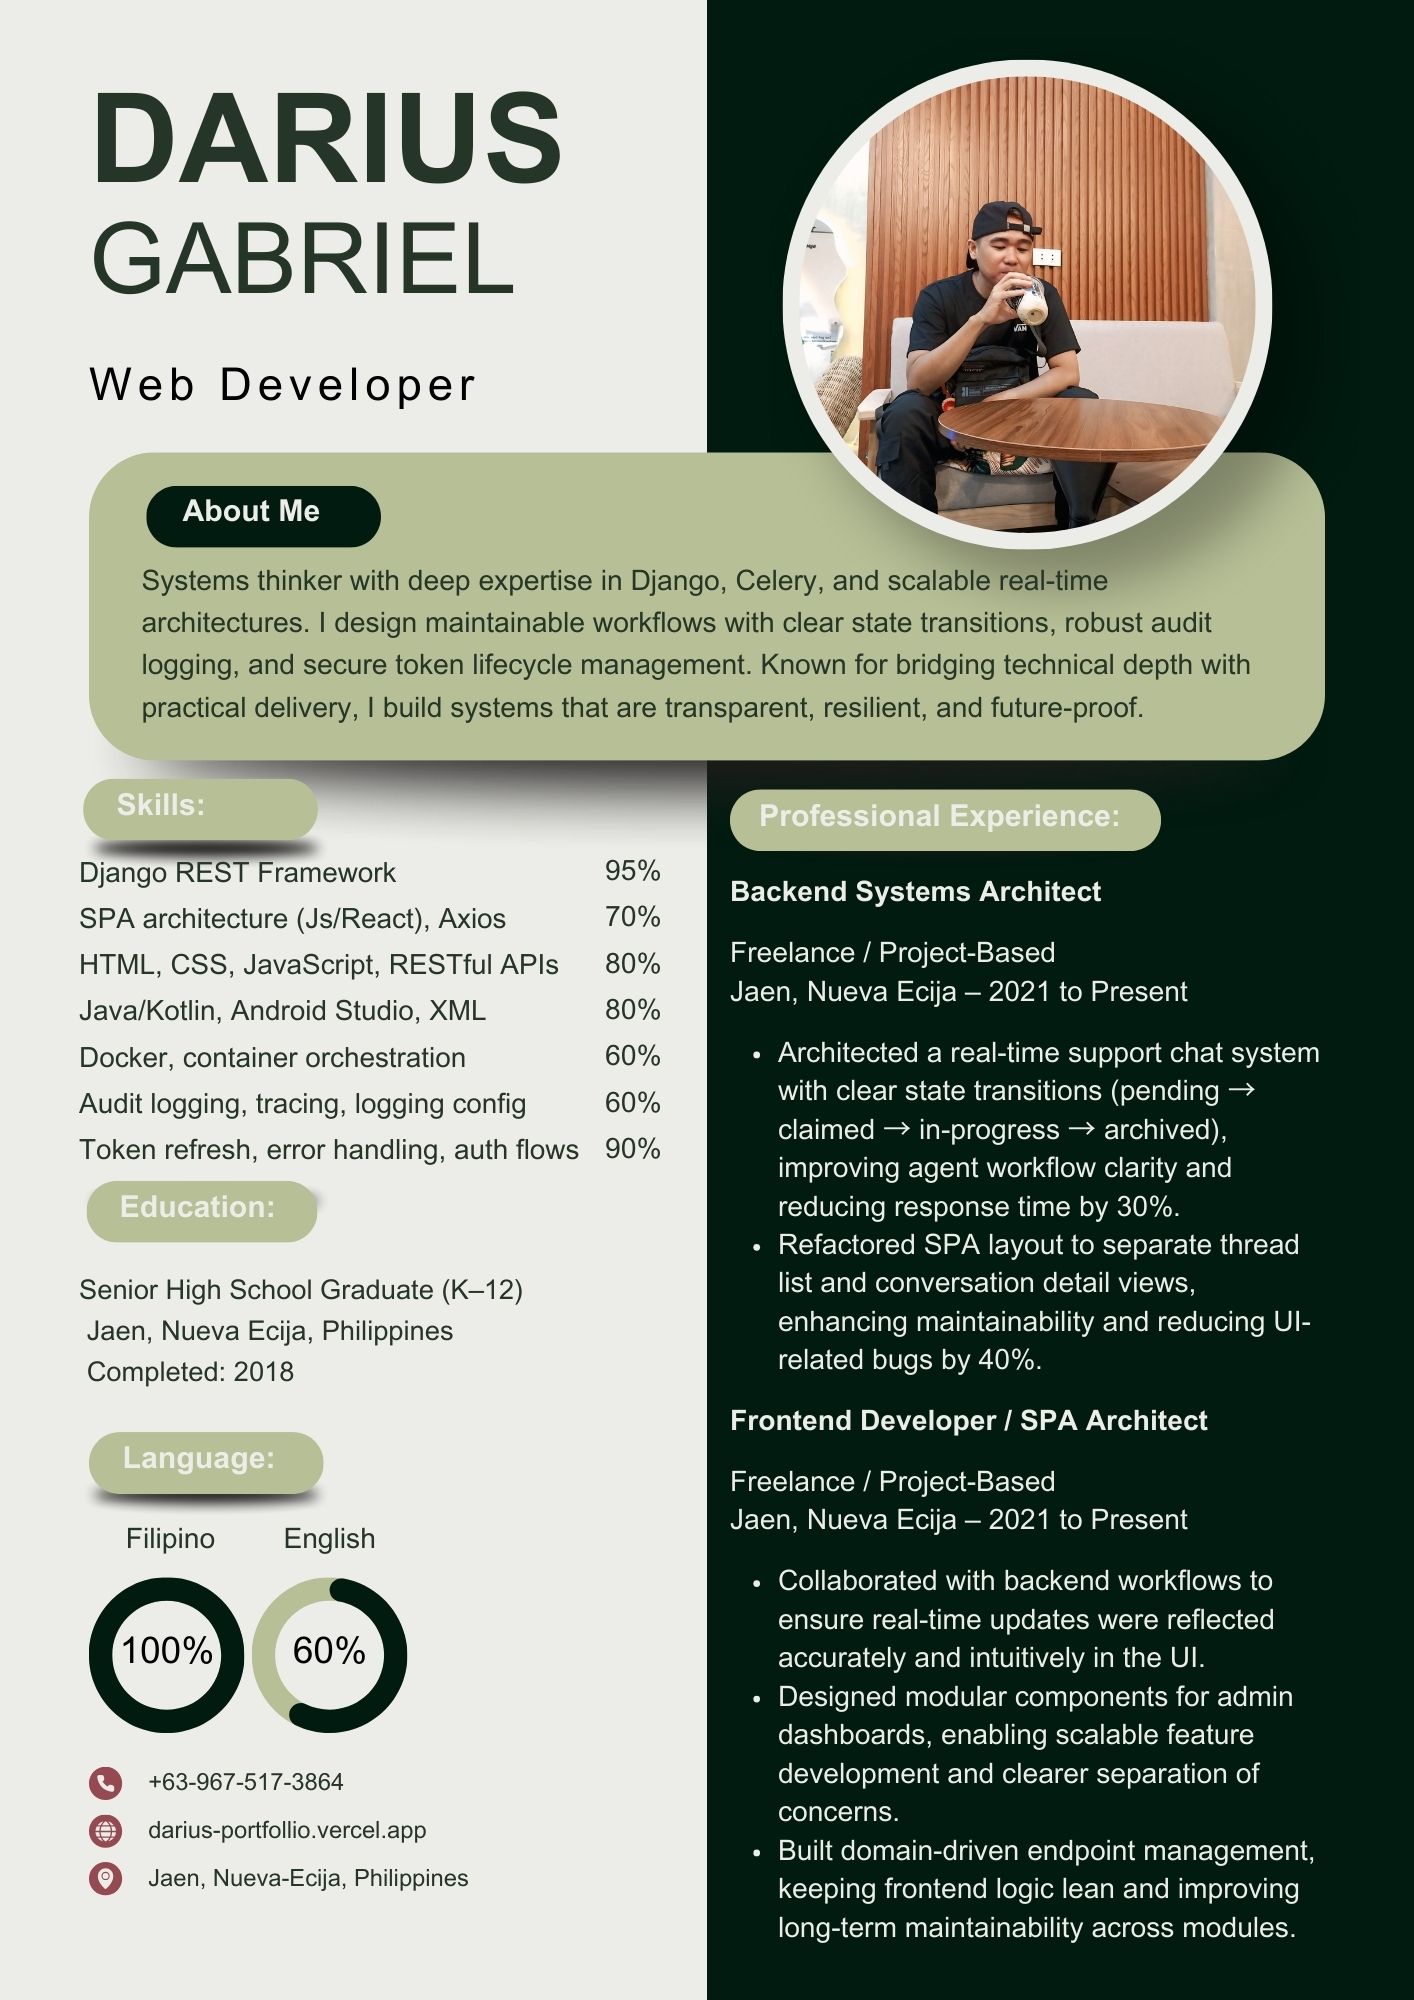 DARIUS
GABRIEL
Web Developer
About Me
Systems thinker with deep expertise in Django, Celery, and scalable real-time
architectures. I design maintainable workflows with clear state transitions, robust audit
logging, and secure token lifecycle management. Known for bridging technical depth with
practical delivery, I build systems that are transparent, resilient, and future-proof.
Skills:
Django REST Framework 95%
SPA architecture (Js/React), Axios 70%
HTML, CSS, JavaScript, RESTful APIs 80%
Java/Kotlin, Android Studio, XML 80%
Docker, container orchestration 60%
Audit logging, tracing, logging config 60%
Token refresh, error handling, auth flows 90%
Education:
Senior High School Graduate (K–12)
Jaen, Nueva Ecija, Philippines
Completed: 2018
Language:
Filipino English
100% 60%
+63-967-517-3864
darius-portfollio.vercel.app
Jaen, Nueva-Ecija, Philippines
Professional Experience:
Backend Systems Architect
Freelance / Project-Based
Jaen, Nueva Ecija – 2021 to Present
• Architected a real-time support chat system
with clear state transitions (pending →
claimed → in-progress → archived),
improving agent workflow clarity and
reducing response time by 30%.
• Refactored SPA layout to separate thread
list and conversation detail views,
enhancing maintainability and reducing UI-
related bugs by 40%.
Frontend Developer / SPA Architect
Freelance / Project-Based
Jaen, Nueva Ecija – 2021 to Present
• Collaborated with backend workflows to
ensure real-time updates were reflected
accurately and intuitively in the UI.
• Designed modular components for admin
dashboards, enabling scalable feature
development and clearer separation of
concerns.
• Built domain-driven endpoint management,
keeping frontend logic lean and improving
long-term maintainability across modules.